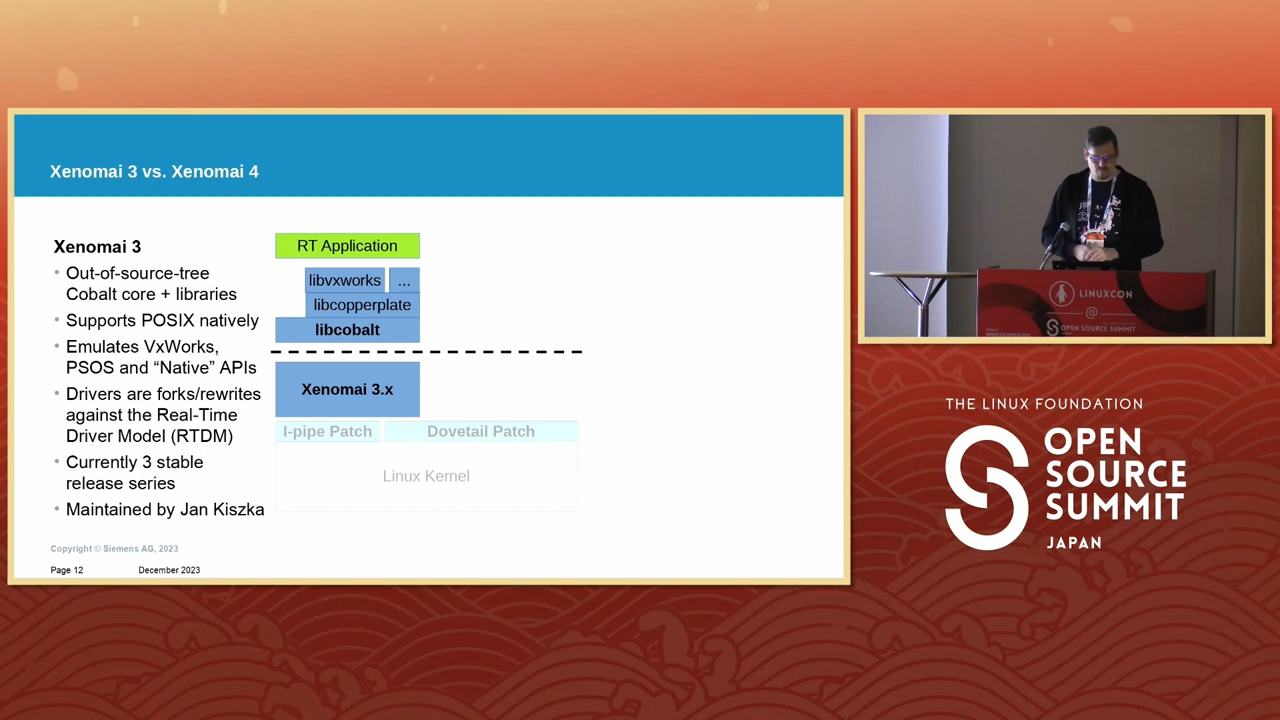 Xenomai 3 vs. Xenomai 4
Xenomai 3
• Out-of-source-tree
Cobalt core + libraries
• Supports POSIX natively
• Emulates VxWorks,
PSOS and “Native” APIs
• Drivers are forks/rewrites
against the Real-Time
Driver Model (RTDM)
• Currently 3 stable
release series
• Maintained by Jan Kiszka
RT Application
libvxworks
...
libcopperplate
libcobalt
Xenomai 3.x
I-pipe Patch
Dovetail Patch
Linux Kernel
Copyright © Siemens AG, 2023
Page 12
December 2023
LINUXCON
@
OPEN SOURCE SUMMIT
THE LINUX FOUNDATION
OPEN
SOURCE
SUMMIT
JAPAN